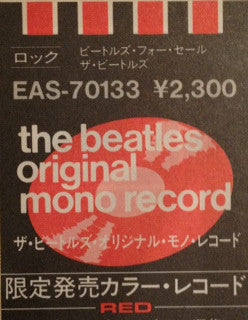 ロック
ビートルズ・フォー・セール
ザ・ビートルズ
EAS-70133 ¥2,300
the beatles
original
mono record
ザ・ビートルズ・オリジナル・モノ・レコード
限定発売カラー・レコード
RED